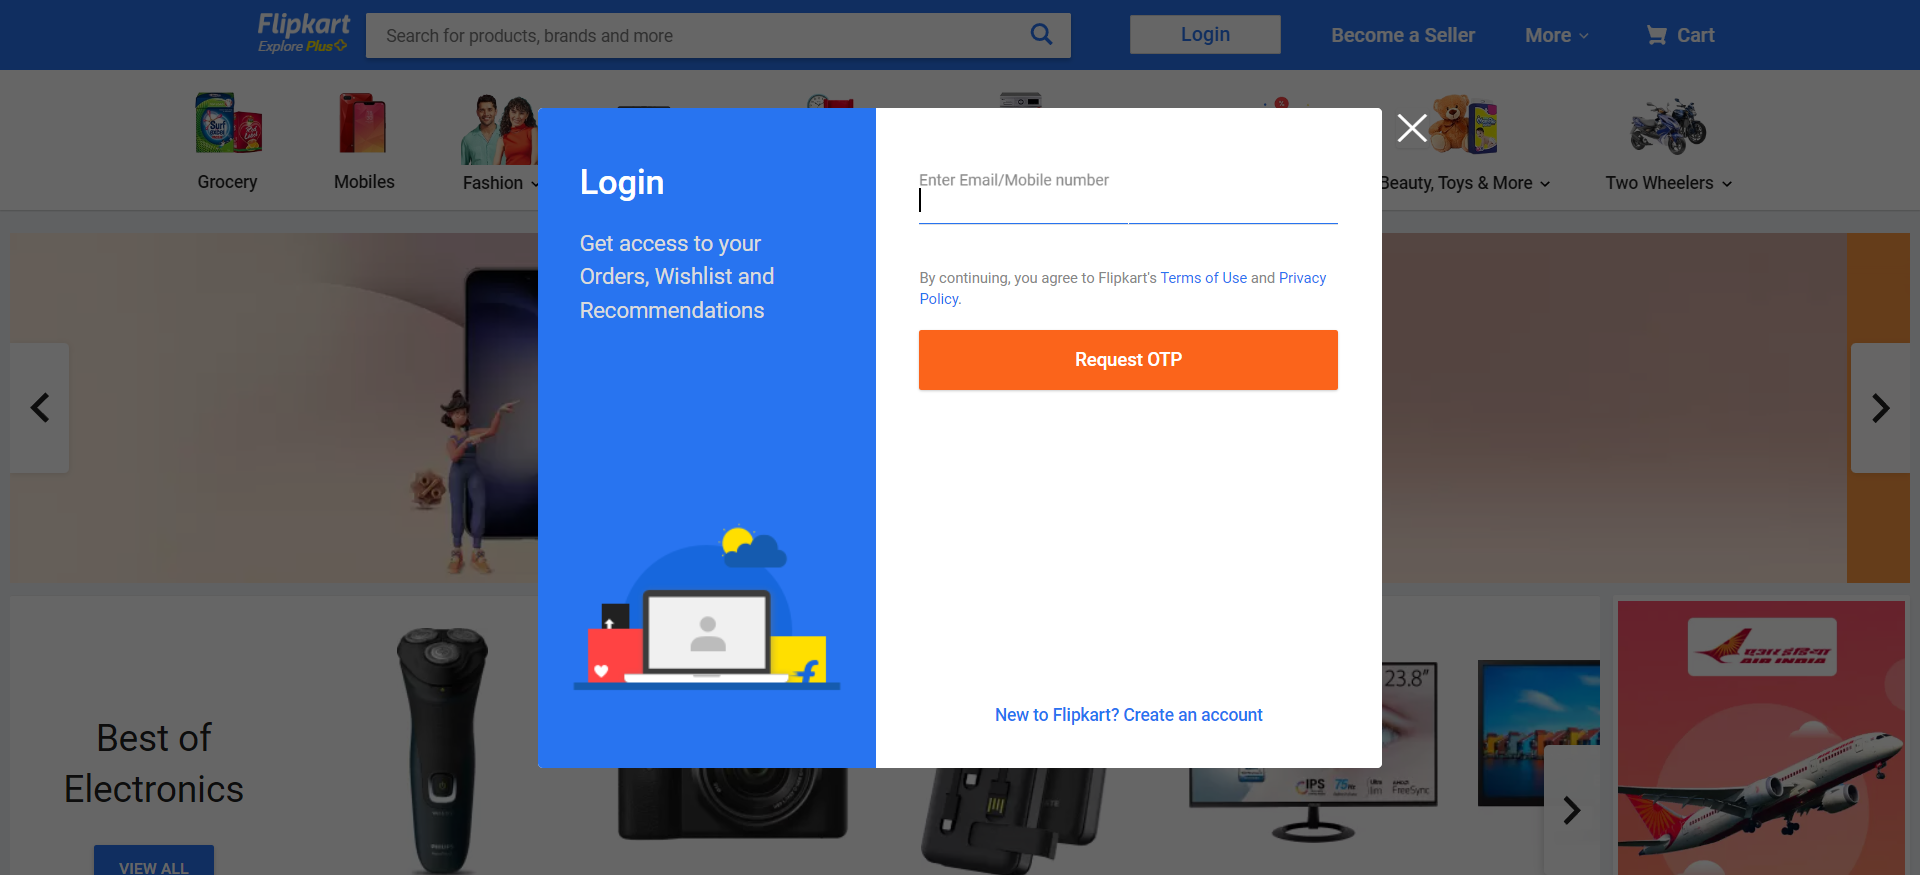 Flipkart
Explore Plus
Search for products, brands and more
Login
Become a Seller
More
Cart
Grocery
Mobiles
Fashion
Beauty, Toys & More
Two Wheelers
Login
Get access to your
Orders, Wishlist and
Recommendations
Enter Email/Mobile number
By continuing, you agree to Flipkart's Terms of Use and Privacy
Policy.
Request OTP
New to Flipkart? Create an account
Best of
Electronics
VIEW ALL
23.8”
IPS
75Hz
FreeSync
एअर इंडिया
AIR INDIA